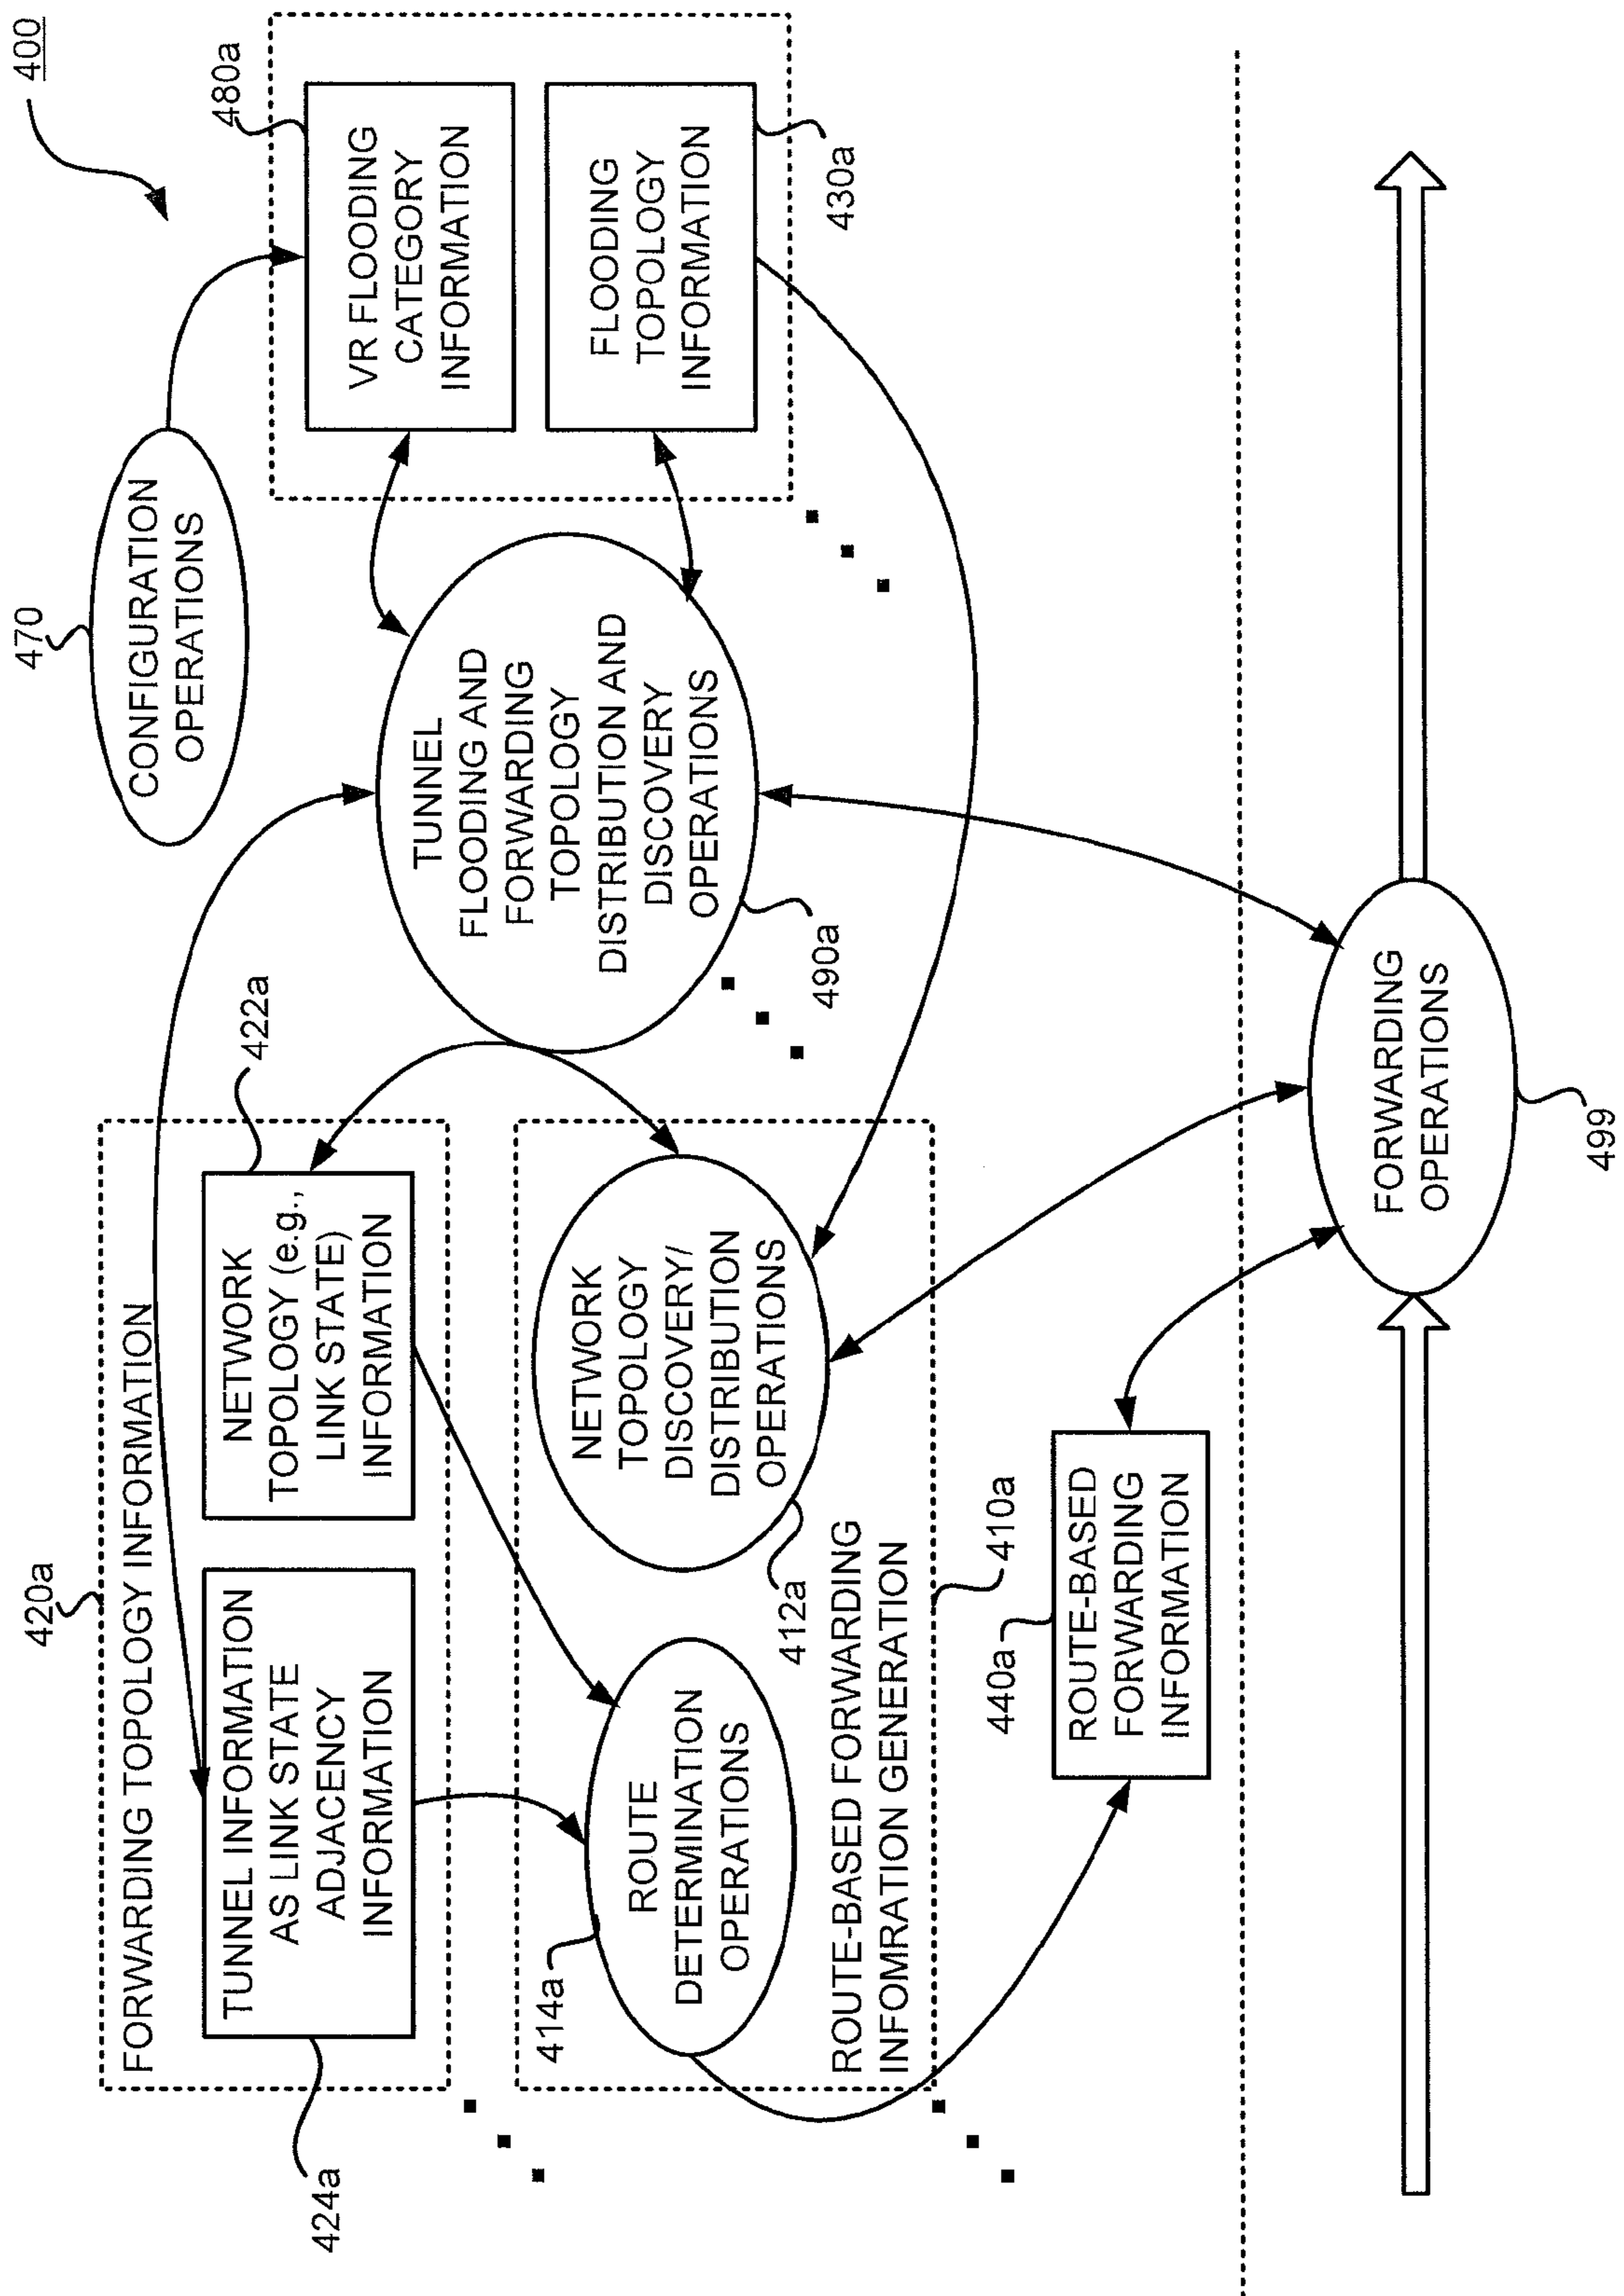 400
470
CONFIGURATION
OPERATIONS
480a
VR FLOODING
CATEGORY
INFORMATION
FLOODING
TOPOLOGY
INFORMATION
430a
420a
FORWARDING TOPOLOGY INFORMATION
TUNNEL INFORMATION
AS LINK STATE
ADJACENCY
INFORMATION
424a
NETWORK
TOPOLOGY (e.g.,
LINK STATE)
INFORMATION
422a
TUNNEL
FLOODING AND
FORWARDING
TOPOLOGY
DISTRIBUTION AND
DISCOVERY
OPERATIONS
490a
414a
ROUTE
DETERMINATION
OPERATIONS
NETWORK
TOPOLOGY
DISCOVERY/
DISTRIBUTION
OPERATIONS
412a
ROUTE-BASED FORWARDING
INFOMRATION GENERATION
410a
440a
ROUTE-BASED
FORWARDING
INFORMATION
FORWARDING
OPERATIONS
499